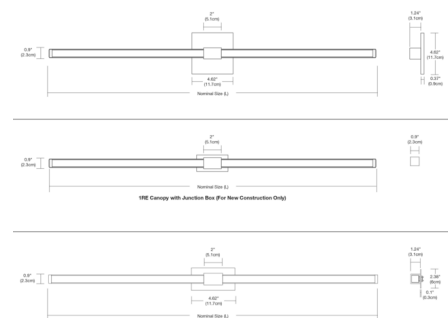 2"
(5.1cm)
1.24"
(3.1cm)
0.9"
(2.3cm)
4.62"
(11.7cm)
4.62"
(11.7cm)
0.37"
(0.9cm)
Nominal Size (L)
2"
(5.1cm)
0.9"
(2.3cm)
0.9"
(2.3cm)
Nominal Size (L)
1RE Canopy with Junction Box (For New Construction Only)
2"
(5.1cm)
1.24"
(3.1cm)
0.9"
(2.3cm)
2.36"
(6cm)
0.1"
(0.3cm)
4.62"
(11.7cm)
Nominal Size (L)